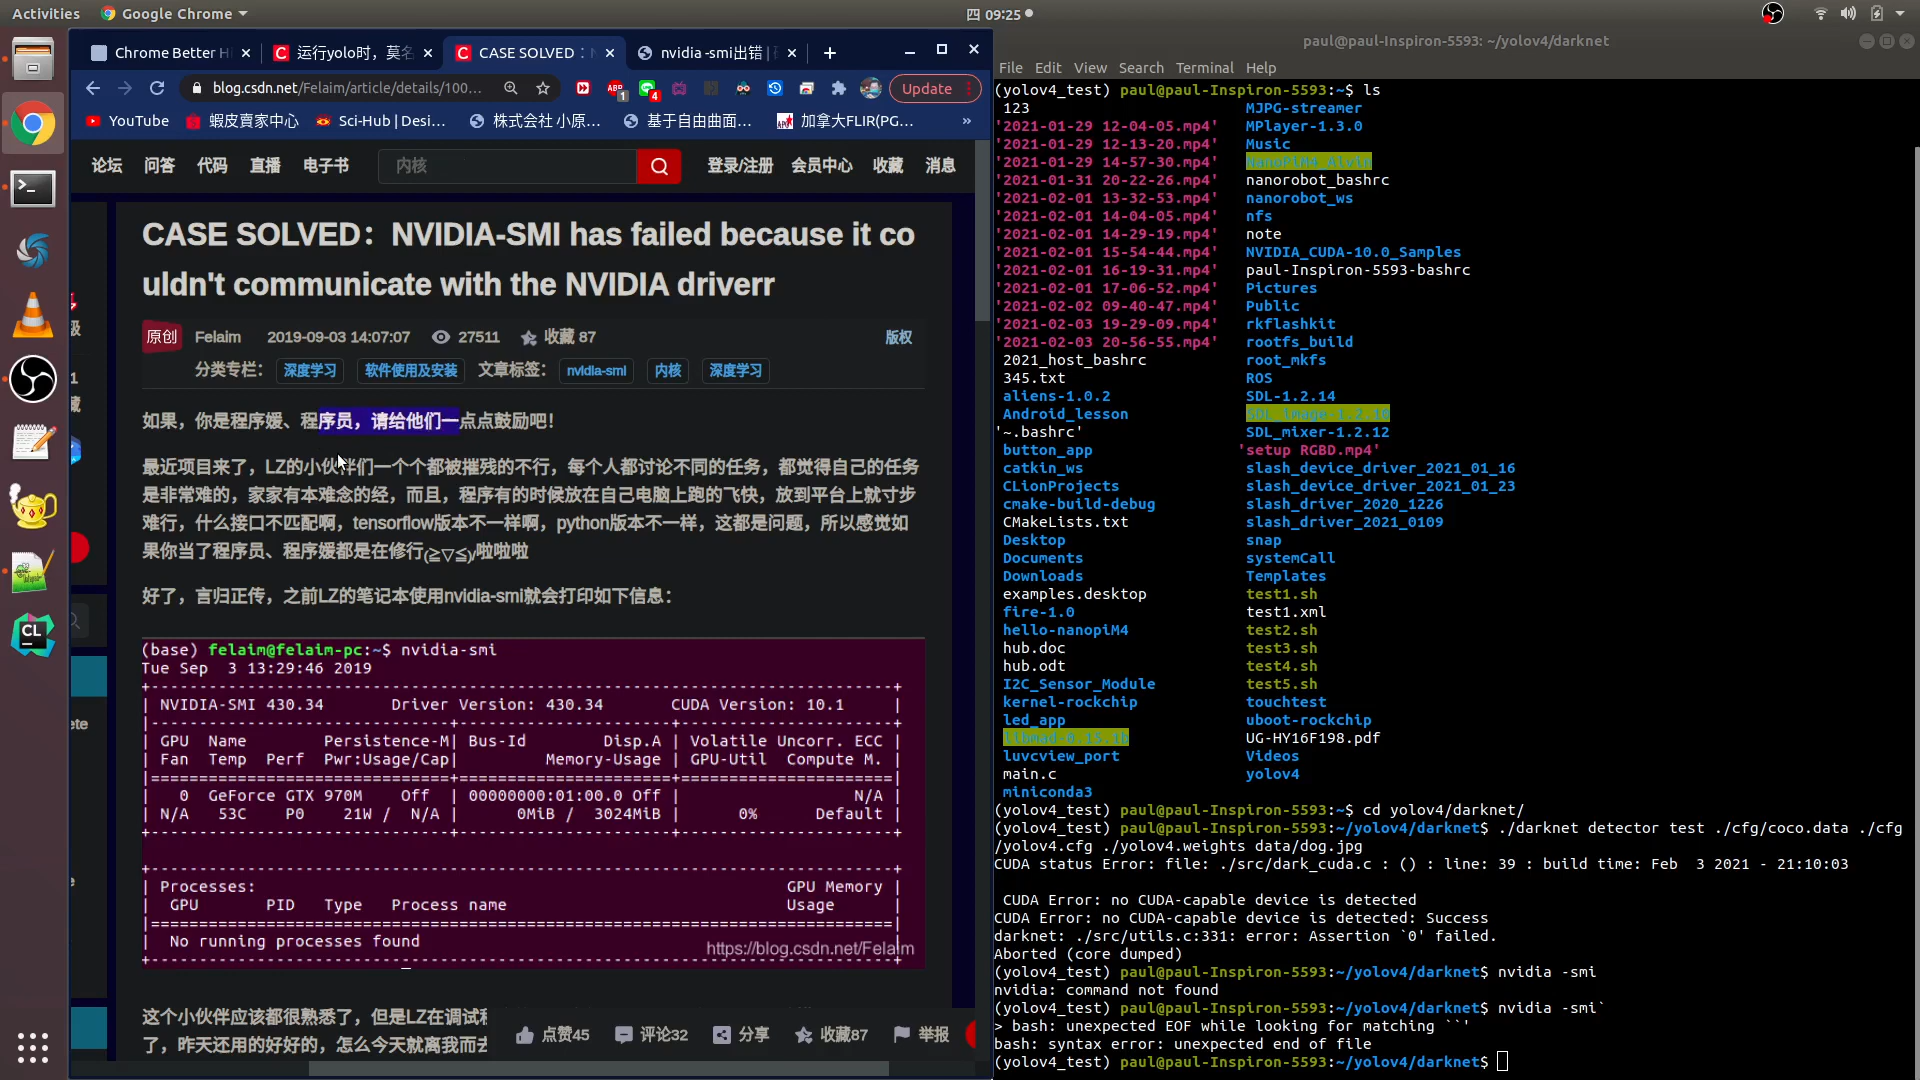 Activities
Google Chrome
四 09:25
Chrome Better H
运行yolo时，莫名
CASE SOLVED：N
nvidia -smi出错 |
blog.csdn.net/Felaim/article/details/100...
1
4
Update
YouTube
蝦皮賣家中心
Sci-Hub | Desi...
株式会社 小原...
基于自由曲面...
加拿大FLIR(PG...
»
论坛
问答
代码
直播
电子书
内核
登录/注册
会员中心
收藏
消息
CASE SOLVED：NVIDIA-SMI has failed because it co
uldn't communicate with the NVIDIA driverr
原创
Felaim
2019-09-03 14:07:07
27511
收藏 87
版权
分类专栏：
深度学习
软件使用及安装
文章标签：
nvidia-smi
内核
深度学习
如果，你是程序媛、程序员，请给他们一点点鼓励吧！
最近项目来了，LZ的小伙伴们一个个都被摧残的不行，每个人都讨论不同的任务，都觉得自己的任务
是非常难的，家家有本难念的经，而且，程序有的时候放在自己电脑上跑的飞快，放到平台上就寸步
难行，什么接口不匹配啊，tensorflow版本不一样啊，python版本不一样，这都是问题，所以感觉如
果你当了程序员、程序媛都是在修行(≧▽≦)/啦啦啦
好了，言归正传，之前LZ的笔记本使用nvidia-smi就会打印如下信息：
(base) felaim@felaim-pc:~$ nvidia-smi
Tue Sep  3 13:29:46 2019
| NVIDIA-SMI 430.34       Driver Version: 430.34       CUDA Version: 10.1     |
| GPU  Name        Persistence-M| Bus-Id        Disp.A | Volatile Uncorr. ECC |
| Fan  Temp  Perf  Pwr:Usage/Cap|         Memory-Usage | GPU-Util  Compute M. |
|   0  GeForce GTX 970M    Off  | 00000000:01:00.0 Off |                  N/A |
| N/A   53C    P0    21W /  N/A |      0MiB /  3024MiB |      0%      Default |
| Processes:                                                       GPU Memory |
|  GPU       PID   Type   Process name                             Usage      |
|  No running processes found                                                 |
https://blog.csdn.net/Felaim
这个小伙伴应该都很熟悉了，但是LZ在调试程
了，昨天还用的好好的，怎么今天就离我而去
点赞45
评论32
分享
收藏87
举报
paul@paul-Inspiron-5593: ~/yolov4/darknet
File Edit View Search Terminal Help
(yolov4_test) paul@paul-Inspiron-5593:~$ ls
123 MJPG-streamer
'2021-01-29 12-04-05.mp4' MPlayer-1.3.0
'2021-01-29 12-13-20.mp4' Music
'2021-01-29 14-57-30.mp4' NanoPiM4_Alvin
'2021-01-31 20-22-26.mp4' nanorobot_bashrc
'2021-02-01 13-32-53.mp4' nanorobot_ws
'2021-02-01 14-04-05.mp4' nfs
'2021-02-01 14-29-19.mp4' note
'2021-02-01 15-54-44.mp4' NVIDIA_CUDA-10.0_Samples
'2021-02-01 16-19-31.mp4' paul-Inspiron-5593-bashrc
'2021-02-01 17-06-52.mp4' Pictures
'2021-02-02 09-40-47.mp4' Public
'2021-02-03 19-29-09.mp4' rkflashkit
'2021-02-03 20-56-55.mp4' rootfs_build
2021_host_bashrc root_mkfs
345.txt ROS
aliens-1.0.2 SDL-1.2.14
Android_lesson SDL_image-1.2.10
'~.bashrc' SDL_mixer-1.2.12
button_app 'setup RGBD.mp4'
catkin_ws slash_device_driver_2021_01_16
CLionProjects slash_device_driver_2021_01_23
cmake-build-debug slash_driver_2020_1226
CMakeLists.txt slash_driver_2021_0109
Desktop snap
Documents systemCall
Downloads Templates
examples.desktop test1.sh
fire-1.0 test1.xml
hello-nanopiM4 test2.sh
hub.doc test3.sh
hub.odt test4.sh
I2C_Sensor_Module test5.sh
kernel-rockchip touchtest
led_app uboot-rockchip
libmad-0.15.1b UG-HY16F198.pdf
luvcview_port Videos
main.c yolov4
miniconda3
(yolov4_test) paul@paul-Inspiron-5593:~$ cd yolov4/darknet/
(yolov4_test) paul@paul-Inspiron-5593:~/yolov4/darknet$ ./darknet detector test ./cfg/coco.data ./cfg
/yolov4.cfg ./yolov4.weights data/dog.jpg
CUDA status Error: file: ./src/dark_cuda.c : () : line: 39 : build time: Feb  3 2021 - 21:10:03
CUDA Error: no CUDA-capable device is detected
CUDA Error: no CUDA-capable device is detected: Success
darknet: ./src/utils.c:331: error: Assertion `0' failed.
Aborted (core dumped)
(yolov4_test) paul@paul-Inspiron-5593:~/yolov4/darknet$ nvidia -smi
nvidia: command not found
(yolov4_test) paul@paul-Inspiron-5593:~/yolov4/darknet$ nvidia -smi`
> bash: unexpected EOF while looking for matching ``'
bash: syntax error: unexpected end of file
(yolov4_test) paul@paul-Inspiron-5593:~/yolov4/darknet$